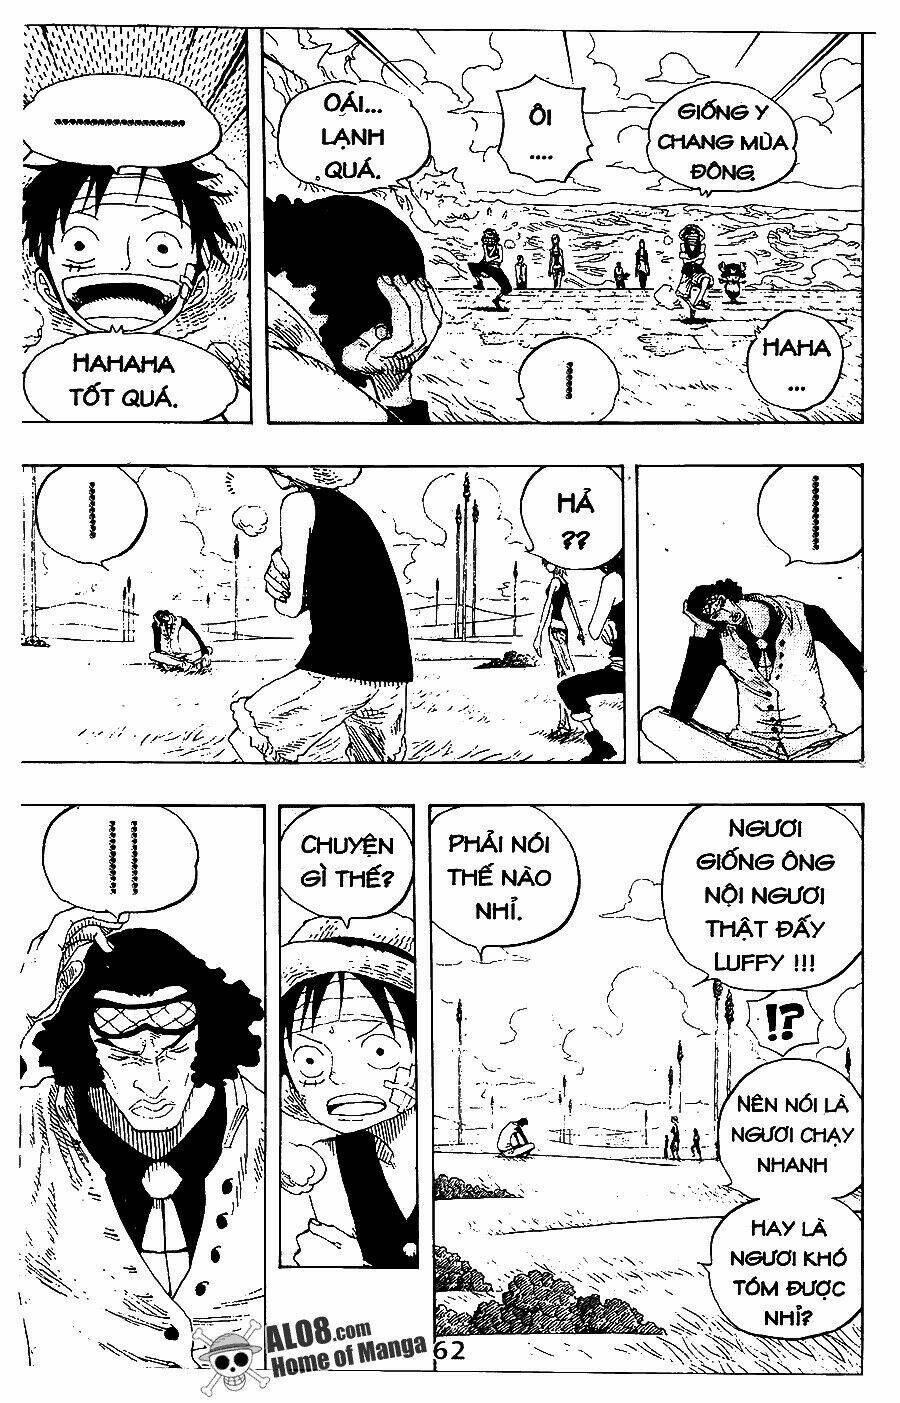 GIỐNG Y
CHANG MÙA
ĐÔNG.
ÔI
....
OÁI...
LẠNH
QUÁ.
HAHA
...
HAHAHA
TỐT QUÁ.
HẢ
??
NGƯƠI
GIỐNG ÔNG
NỘI NGƯƠI
THẬT ĐẤY
LUFFY !!!
!?
NÊN NÓI LÀ
NGƯƠI CHẠY
NHANH
HAY LÀ
NGƯƠI KHÓ
TÓM ĐƯỢC
NHỈ?
PHẢI NÓI
THẾ NÀO
NHỈ.
CHUYỆN
GÌ THẾ?
ALO8.com
Home of Manga
62